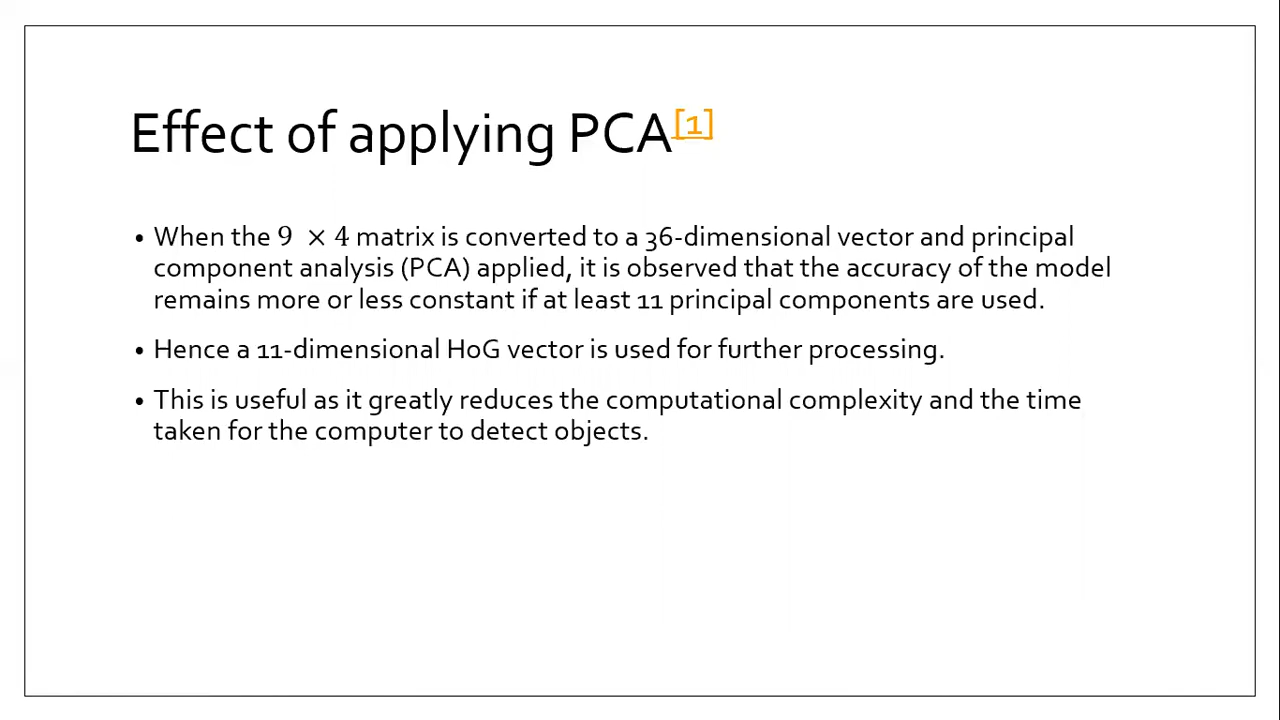 Effect of applying PCA[1]
• When the 9 × 4 matrix is converted to a 36-dimensional vector and principal
component analysis (PCA) applied, it is observed that the accuracy of the model
remains more or less constant if at least 11 principal components are used.
• Hence a 11-dimensional HoG vector is used for further processing.
• This is useful as it greatly reduces the computational complexity and the time
taken for the computer to detect objects.